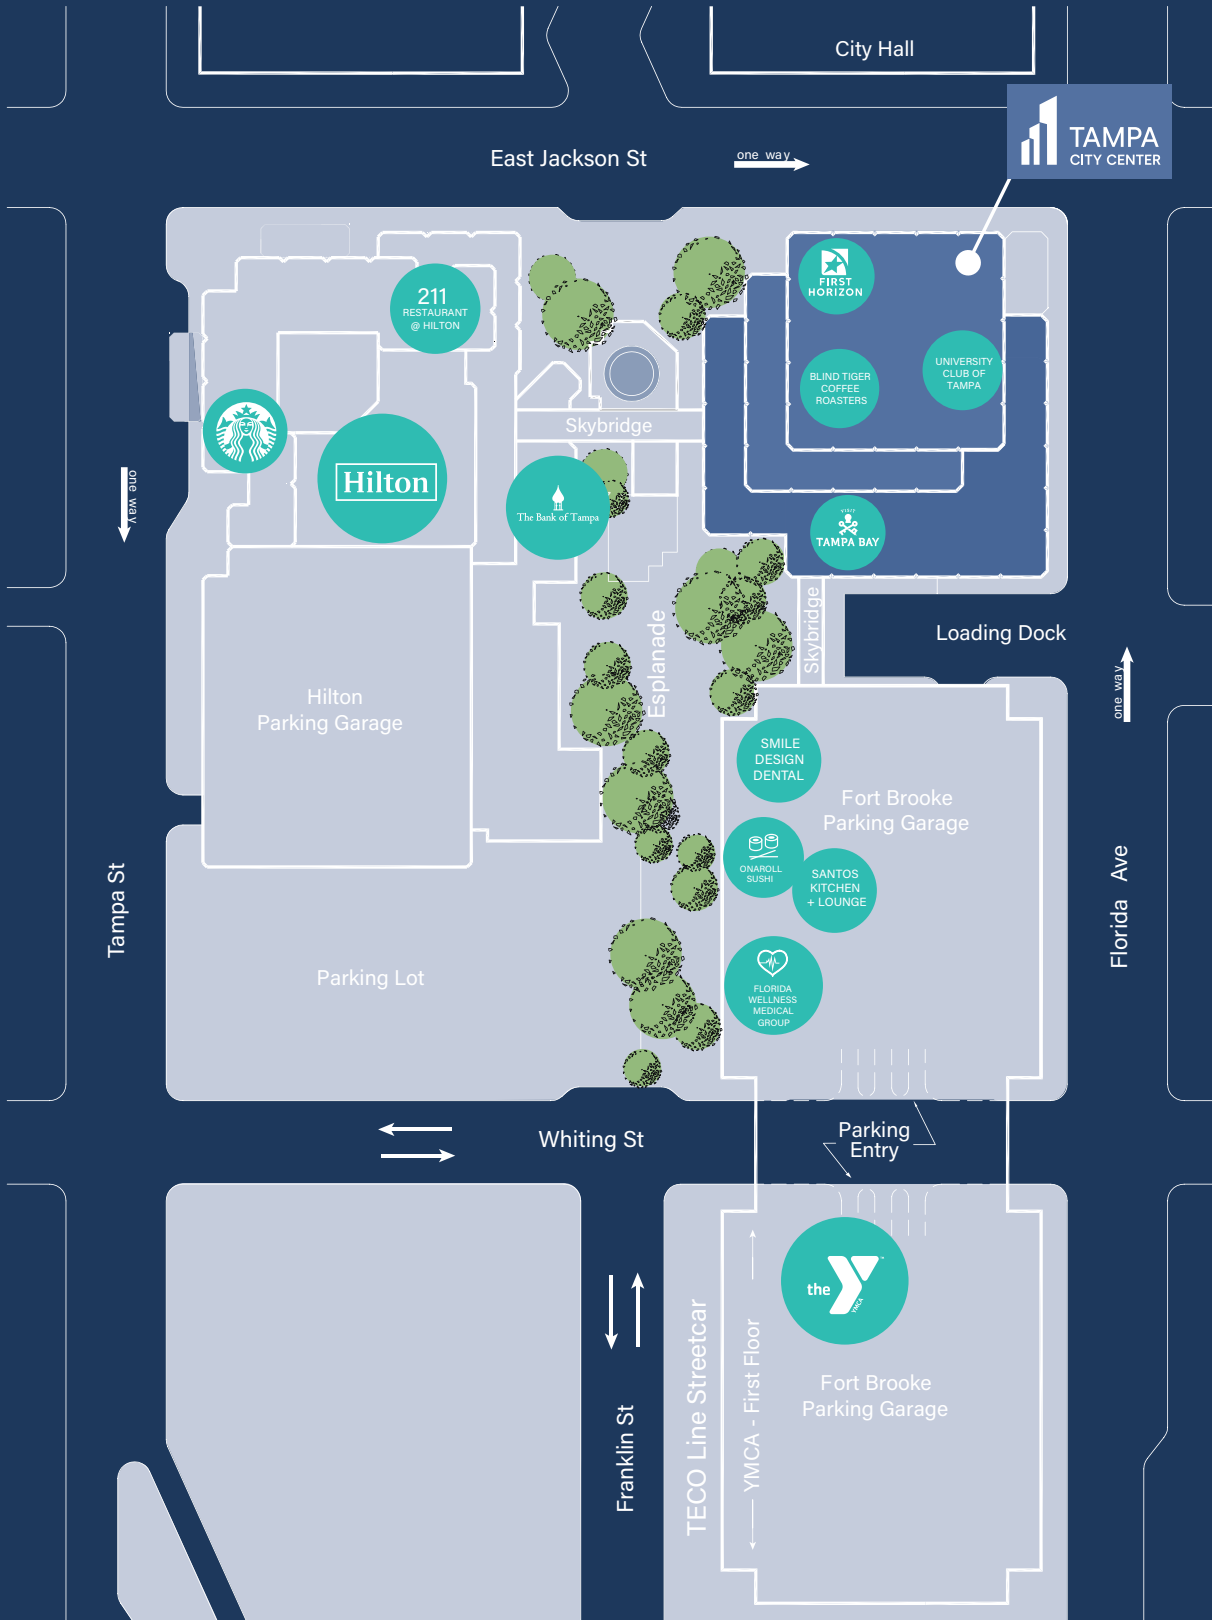 City Hall
TAMPA
CITY CENTER
East Jackson St
one way
FIRST
HORIZON
211
RESTAURANT
@ HILTON
UNIVERSITY
CLUB OF
TAMPA
BLIND TIGER
COFFEE
ROASTERS
Skybridge
Hilton
The Bank of Tampa
one way
VISIT
TAMPA BAY
Skybridge
Esplanade
Loading Dock
one way
Hilton
Parking Garage
SMILE
DESIGN
DENTAL
Fort Brooke
Parking Garage
ONAROLL
SUSHI
SANTOS
KITCHEN
+ LOUNGE
Tampa St
Florida Ave
Parking Lot
FLORIDA
WELLNESS
MEDICAL
GROUP
Whiting St
Parking
Entry
the Y
YMCA
TM
Franklin St
TECO Line Streetcar
YMCA - First Floor
Fort Brooke
Parking Garage